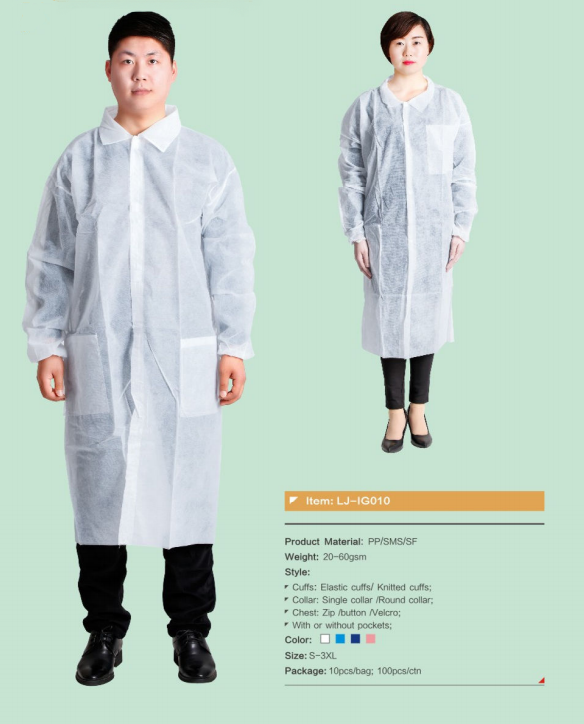 Item: LJ-IG010
Product Material: PP/SMS/SF
Weight: 20-60gsm
Style:
Cuffs: Elastic cuffs/ Knitted cuffs;
Collar: Single collar /Round collar;
Chest: Zip /button /Velcro;
With or without pockets;
Color:
Size: S-3XL
Package: 10pcs/bag; 100pcs/ctn